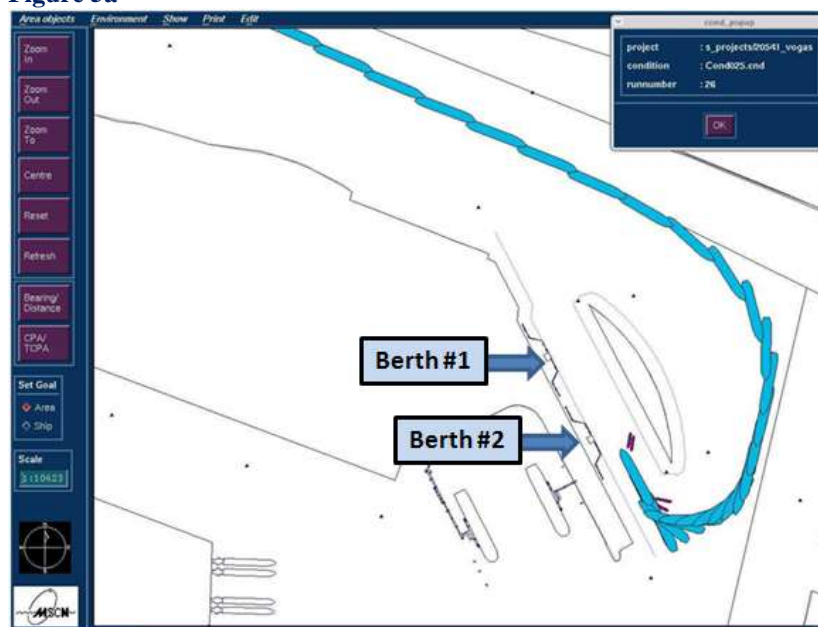 Figure 3a
Area objects Environment Show Print Edit
cond_popup
project : s_projects/20541_vogas
condition : Cond025.cnd
runnumber : 26
OK
Zoom
In
Zoom
Out
Zoom
To
Centre
Reset
Refresh
Bearing/
Distance
CPA/
TCPA
Set Goal
Area
Ship
Scale
1:10623
Berth #1
Berth #2
MSCN